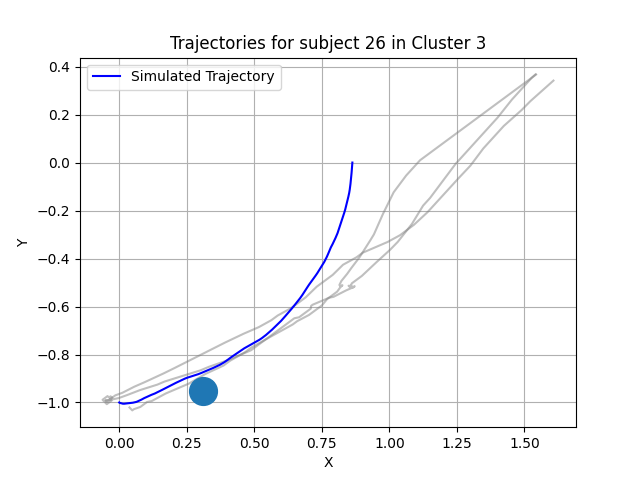 Trajectories for subject 26 in Cluster 3
Simulated Trajectory
0.4
0.2
0.0
−0.2
−0.4
−0.6
−0.8
−1.0
Y
0.00 0.25 0.50 0.75 1.00 1.25 1.50
X